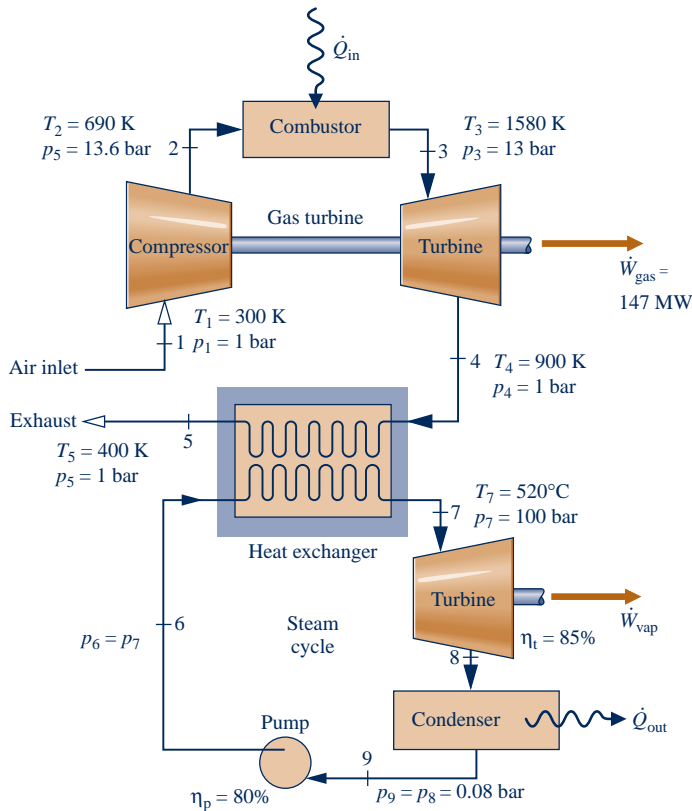 Q̇in
T2 = 690 K
p5 = 13.6 bar
2
Combustor
3
T3 = 1580 K
p3 = 13 bar
Gas turbine
Compressor
Turbine
Ẇgas =
147 MW
T1 = 300 K
p1 = 1 bar
1
Air inlet
4
T4 = 900 K
p4 = 1 bar
Exhaust
5
T5 = 400 K
p5 = 1 bar
T7 = 520°C
p7 = 100 bar
7
Heat exchanger
Turbine
Ẇvap
ηt = 85%
6
p6 = p7
Steam
cycle
8
Condenser
Q̇out
Pump
9
ηp = 80%
p9 = p8 = 0.08 bar